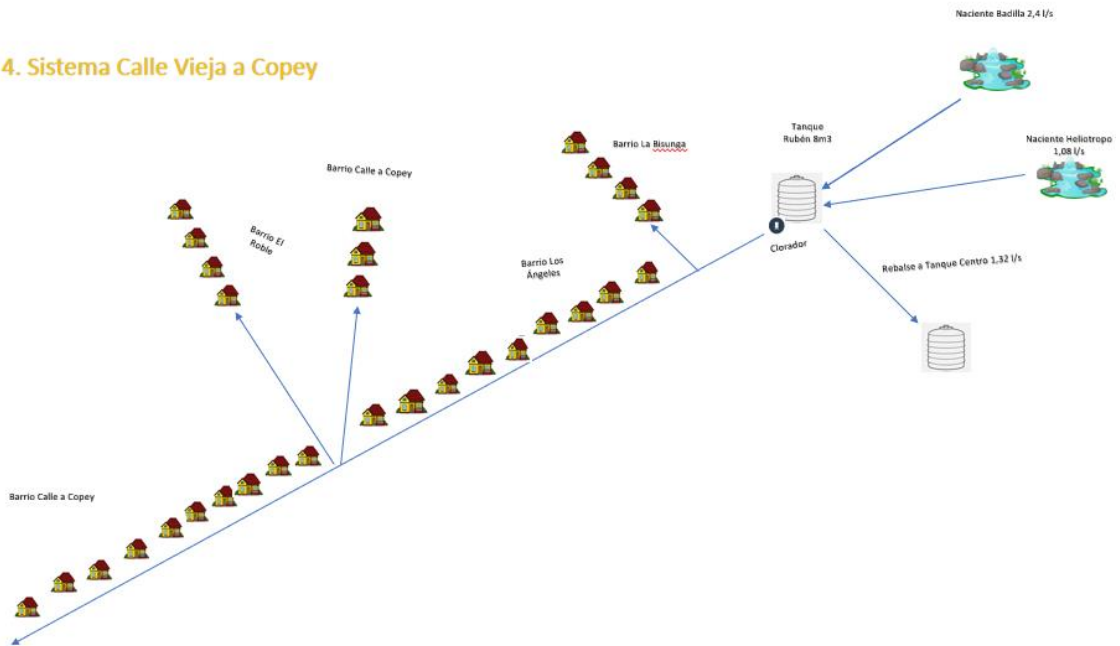 Naciente Badilla 2,4 l/s
4. Sistema Calle Vieja a Copey
Tanque
Rubén 8m3
Barrio La Bisunga
Naciente Heliotropo
1,08 l/s
Barrio Calle a Copey
Barrio El
Roble
Clorador
Barrio Los
Ángeles
Rebalse a Tanque Centro 1,32 l/s
Barrio Calle a Copey